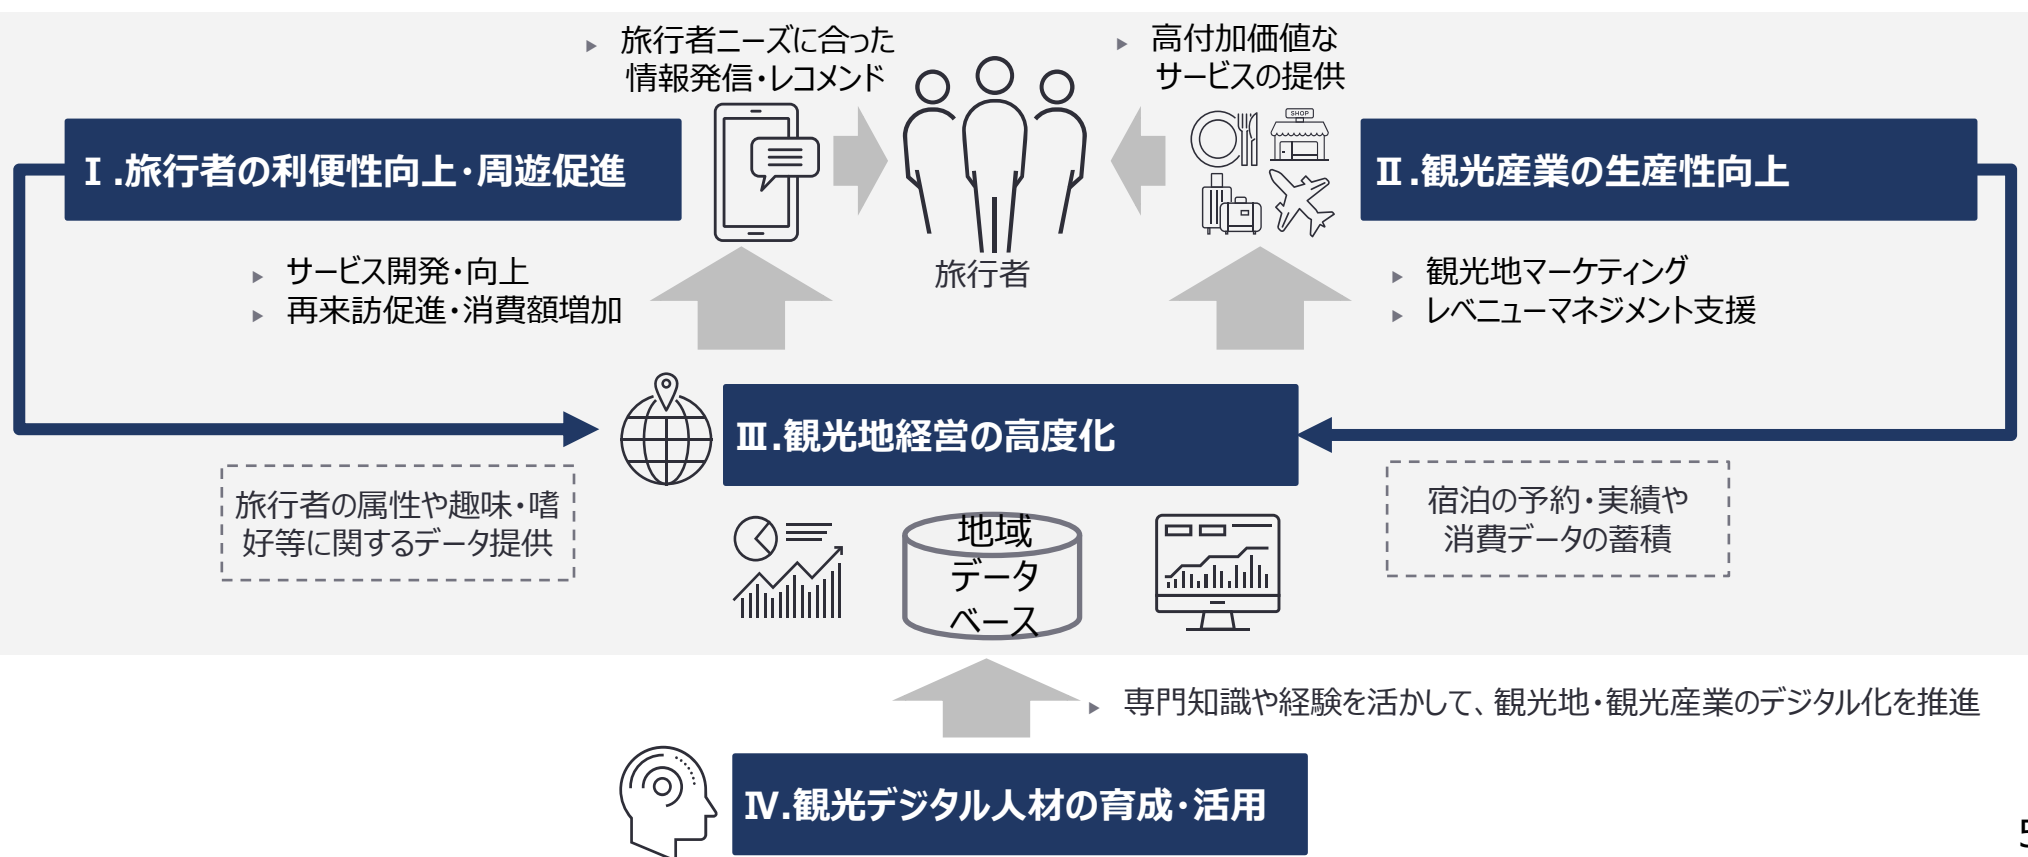 旅行者ニーズに合った
情報発信・レコメンド
高付加価値な
サービスの提供
SHOP
Ⅰ.旅行者の利便性向上・周遊促進
Ⅱ.観光産業の生産性向上
旅行者
サービス開発・向上
再来訪促進・消費額増加
観光地マーケティング
レベニューマネジメント支援
Ⅲ.観光地経営の高度化
旅行者の属性や趣味・嗜
好等に関するデータ提供
宿泊の予約・実績や
消費データの蓄積
地域
データ
ベース
専門知識や経験を活かして、観光地・観光産業のデジタル化を推進
Ⅳ.観光デジタル人材の育成・活用
5